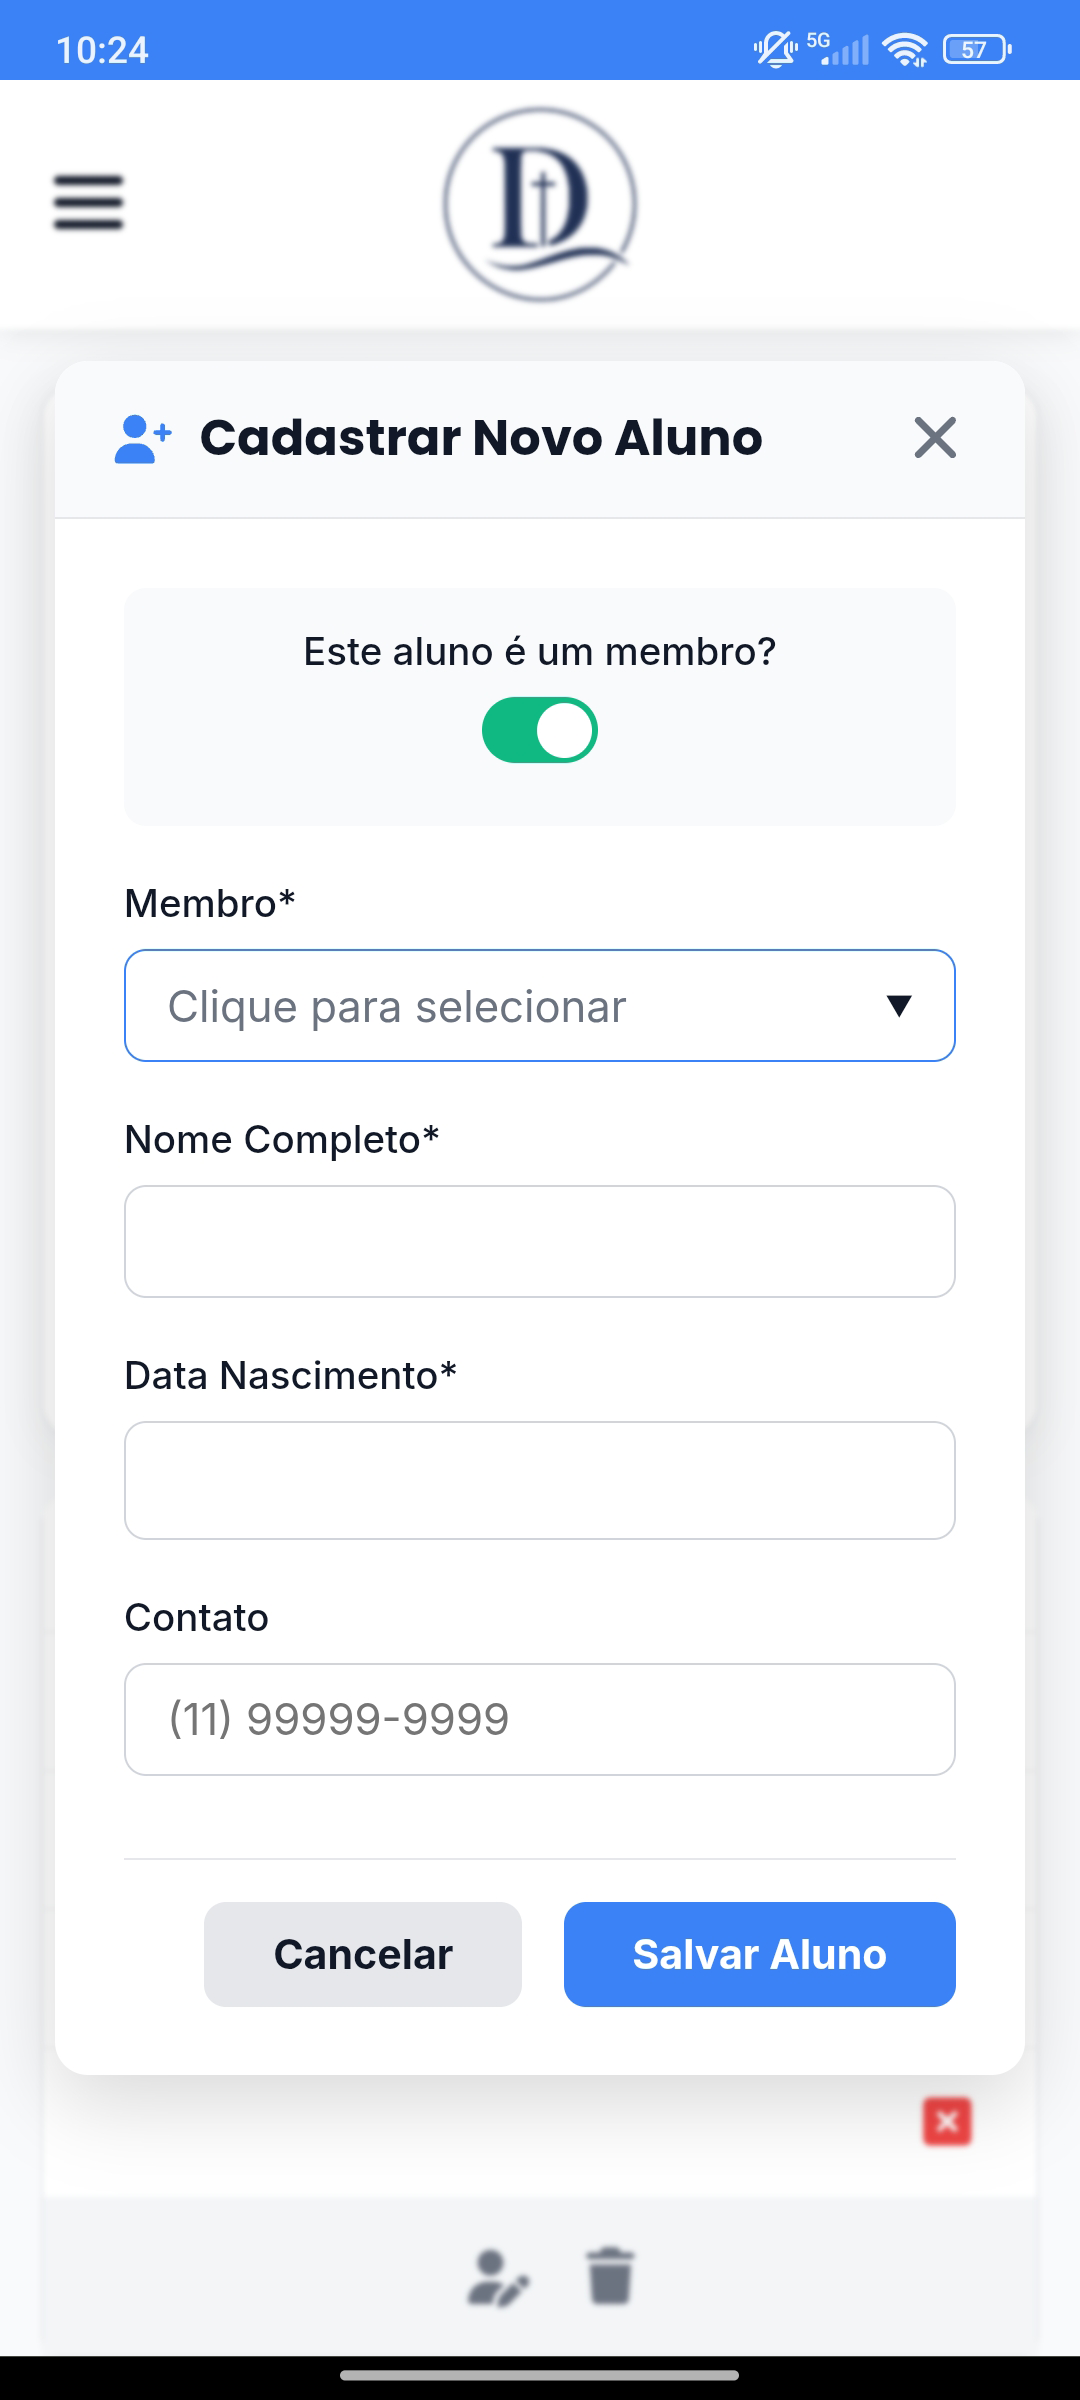 10:24
5G
57
D
Cadastrar Novo Aluno
Este aluno é um membro?
Membro*
Clique para selecionar
▼
Nome Completo*
Data Nascimento*
Contato
(11) 99999-9999
Cancelar
Salvar Aluno